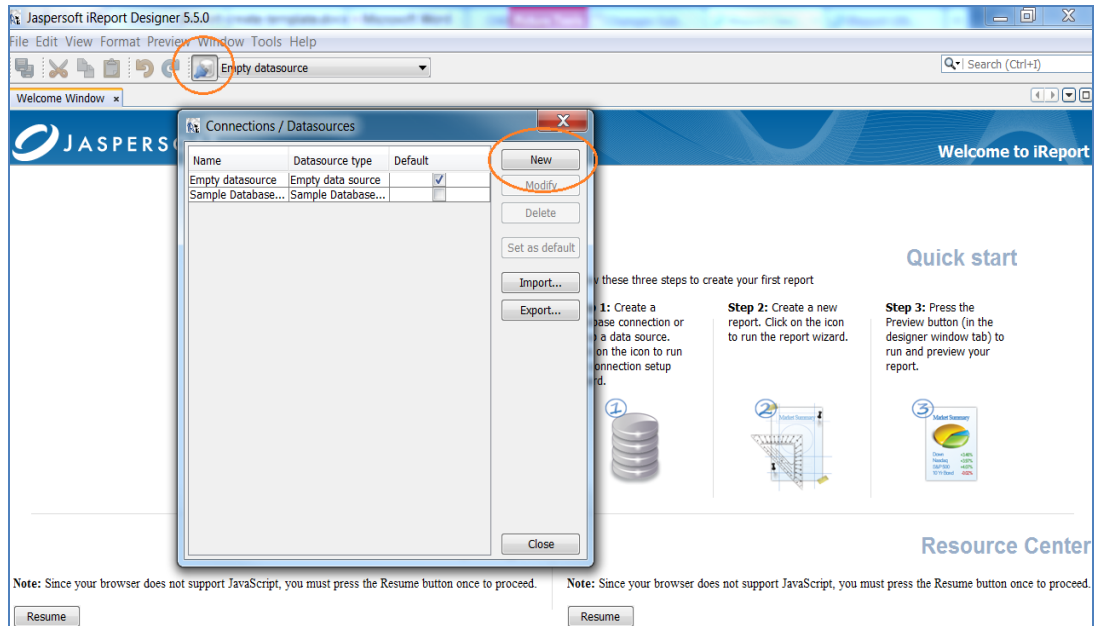 Jaspersoft iReport Designer 5.5.0
File Edit View Format Preview Window Tools Help
Empty datasource
Search (Ctrl+I)
Welcome Window
JASPERS
Welcome to iReport
Connections / Datasources
Name Datasource type Default
Empty datasource Empty data source
Sample Database... Sample Database...
New
Modify
Delete
Set as default
Import...
Export...
Close
Quick start
these three steps to create your first report
1: Create a
connection or
a data source.
on the icon to run
setup
Step 2: Create a new
report. Click on the icon
to run the report wizard.
Step 3: Press the
Preview button (in the
designer window tab) to
run and preview your
report.
1
2
Market Summary
3
Market Summary
Resource Center
Note: Since your browser does not support JavaScript, you must press the Resume button once to proceed.
Resume
Note: Since your browser does not support JavaScript, you must press the Resume button once to proceed.
Resume